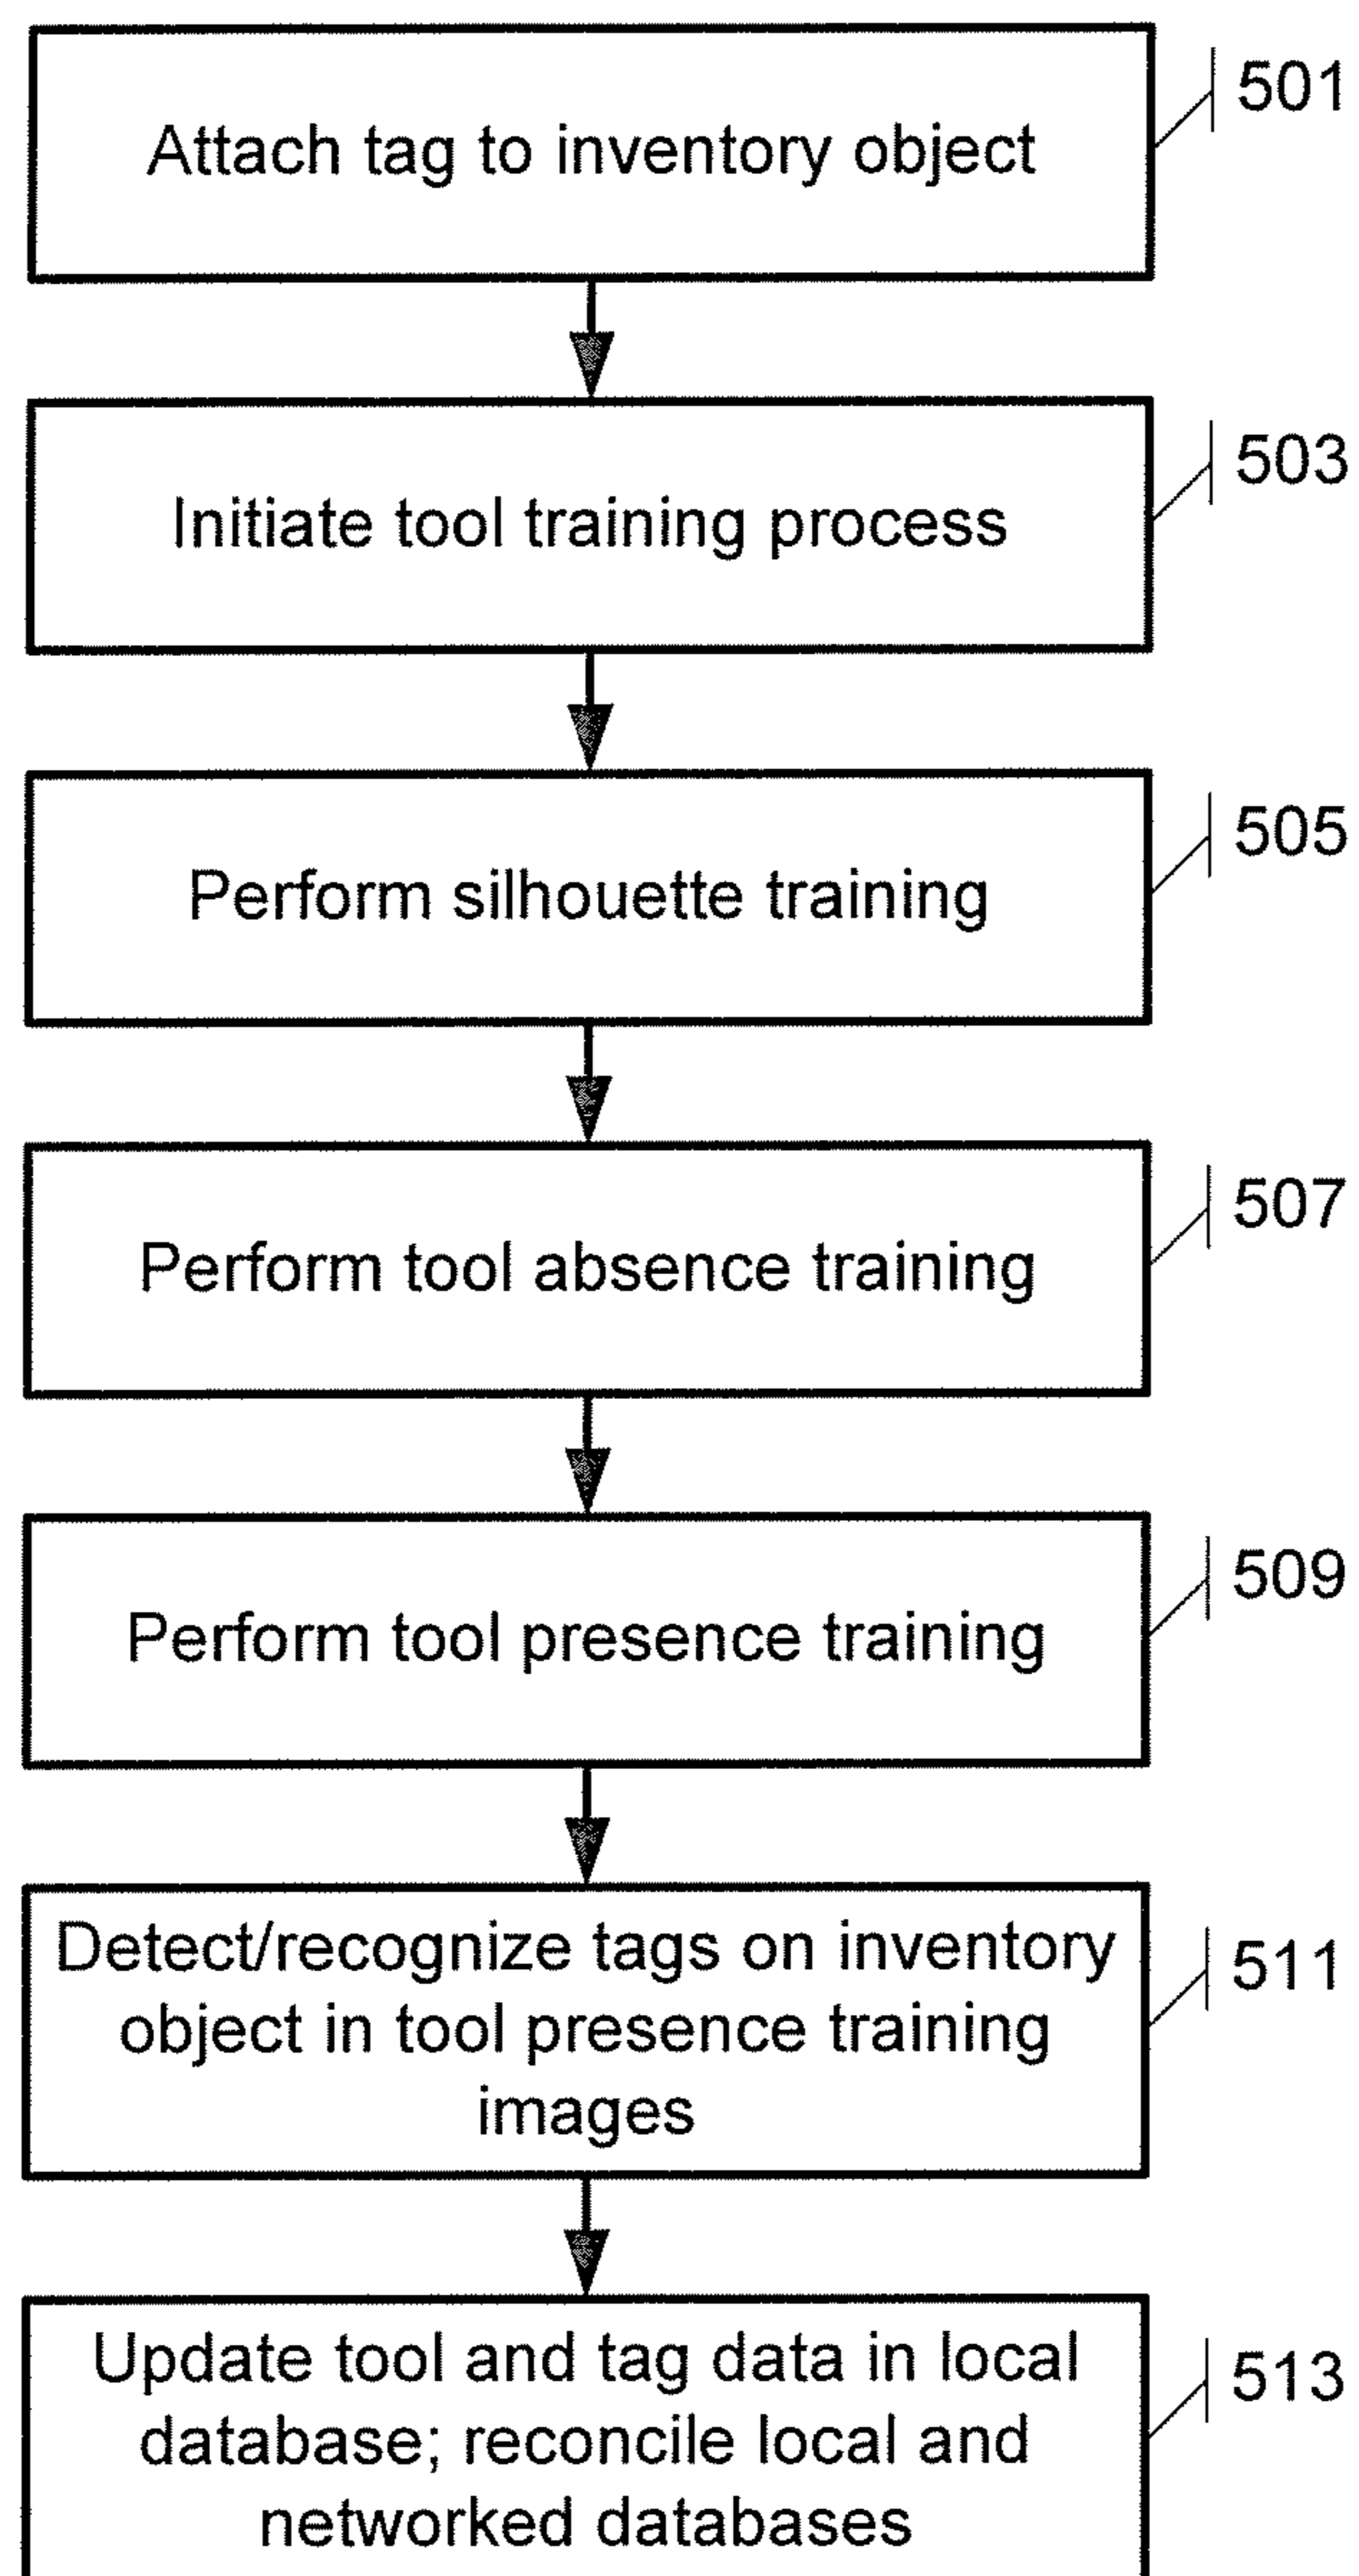 Attach tag to inventory object
501
Initiate tool training process
503
Perform silhouette training
505
Perform tool absence training
507
Perform tool presence training
509
Detect/recognize tags on inventory
object in tool presence training
images
511
Update tool and tag data in local
database; reconcile local and
networked databases
513